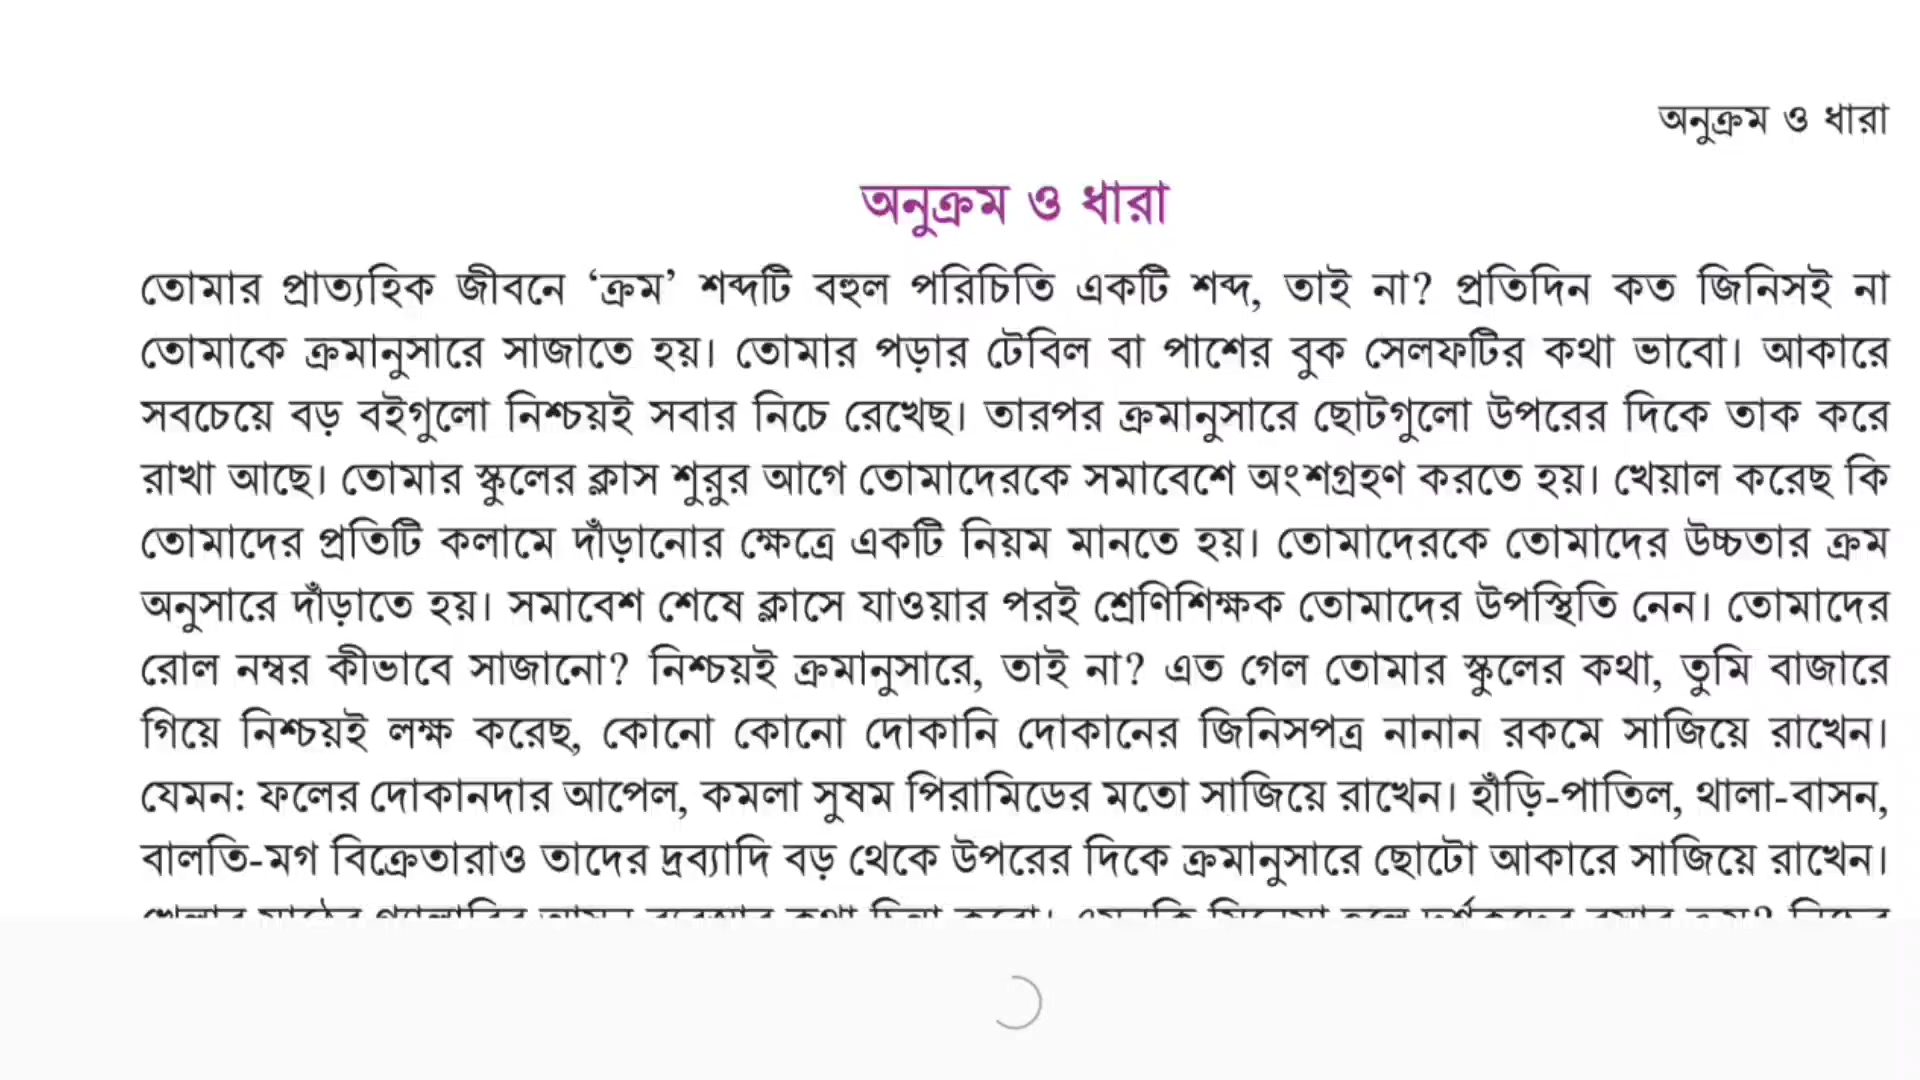 অনুক্রম ও ধারা
অনুক্রম ও ধারা
তোমার প্রাত্যহিক জীবনে ‘ক্রম’ শব্দটি বহুল পরিচিতি একটি শব্দ, তাই না? প্রতিদিন কত জিনিসই না
তোমাকে ক্রমানুসারে সাজাতে হয়। তোমার পড়ার টেবিল বা পাশের বুক সেলফটির কথা ভাবো। আকারে
সবচেয়ে বড় বইগুলো নিশ্চয়ই সবার নিচে রেখেছ। তারপর ক্রমানুসারে ছোটগুলো উপরের দিকে তাক করে
রাখা আছে। তোমার স্কুলের ক্লাস শুরুর আগে তোমাদেরকে সমাবেশে অংশগ্রহণ করতে হয়। খেয়াল করেছ কি
তোমাদের প্রতিটি কলামে দাঁড়ানোর ক্ষেত্রে একটি নিয়ম মানতে হয়। তোমাদেরকে তোমাদের উচ্চতার ক্রম
অনুসারে দাঁড়াতে হয়। সমাবেশ শেষে ক্লাসে যাওয়ার পরই শ্রেণিশিক্ষক তোমাদের উপস্থিতি নেন। তোমাদের
রোল নম্বর কীভাবে সাজানো? নিশ্চয়ই ক্রমানুসারে, তাই না? এত গেল তোমার স্কুলের কথা, তুমি বাজারে
গিয়ে নিশ্চয়ই লক্ষ করেছ, কোনো কোনো দোকানি দোকানের জিনিসপত্র নানান রকমে সাজিয়ে রাখেন।
যেমন: ফলের দোকানদার আপেল, কমলা সুষম পিরামিডের মতো সাজিয়ে রাখেন। হাঁড়ি-পাতিল, থালা-বাসন,
বালতি-মগ বিক্রেতারাও তাদের দ্রব্যাদি বড় থেকে উপরের দিকে ক্রমানুসারে ছোটো আকারে সাজিয়ে রাখেন।